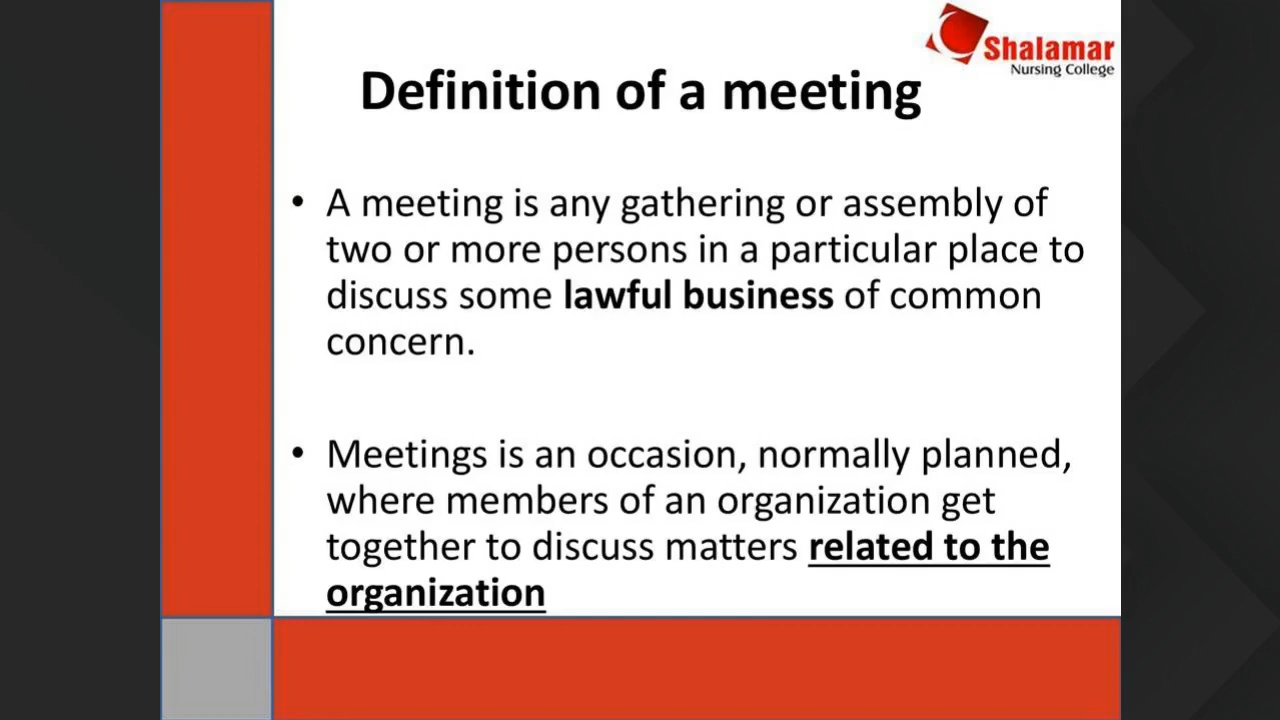 Shalamar
Nursing College
Definition of a meeting
• A meeting is any gathering or assembly of
two or more persons in a particular place to
discuss some lawful business of common
concern.
• Meetings is an occasion, normally planned,
where members of an organization get
together to discuss matters related to the
organization